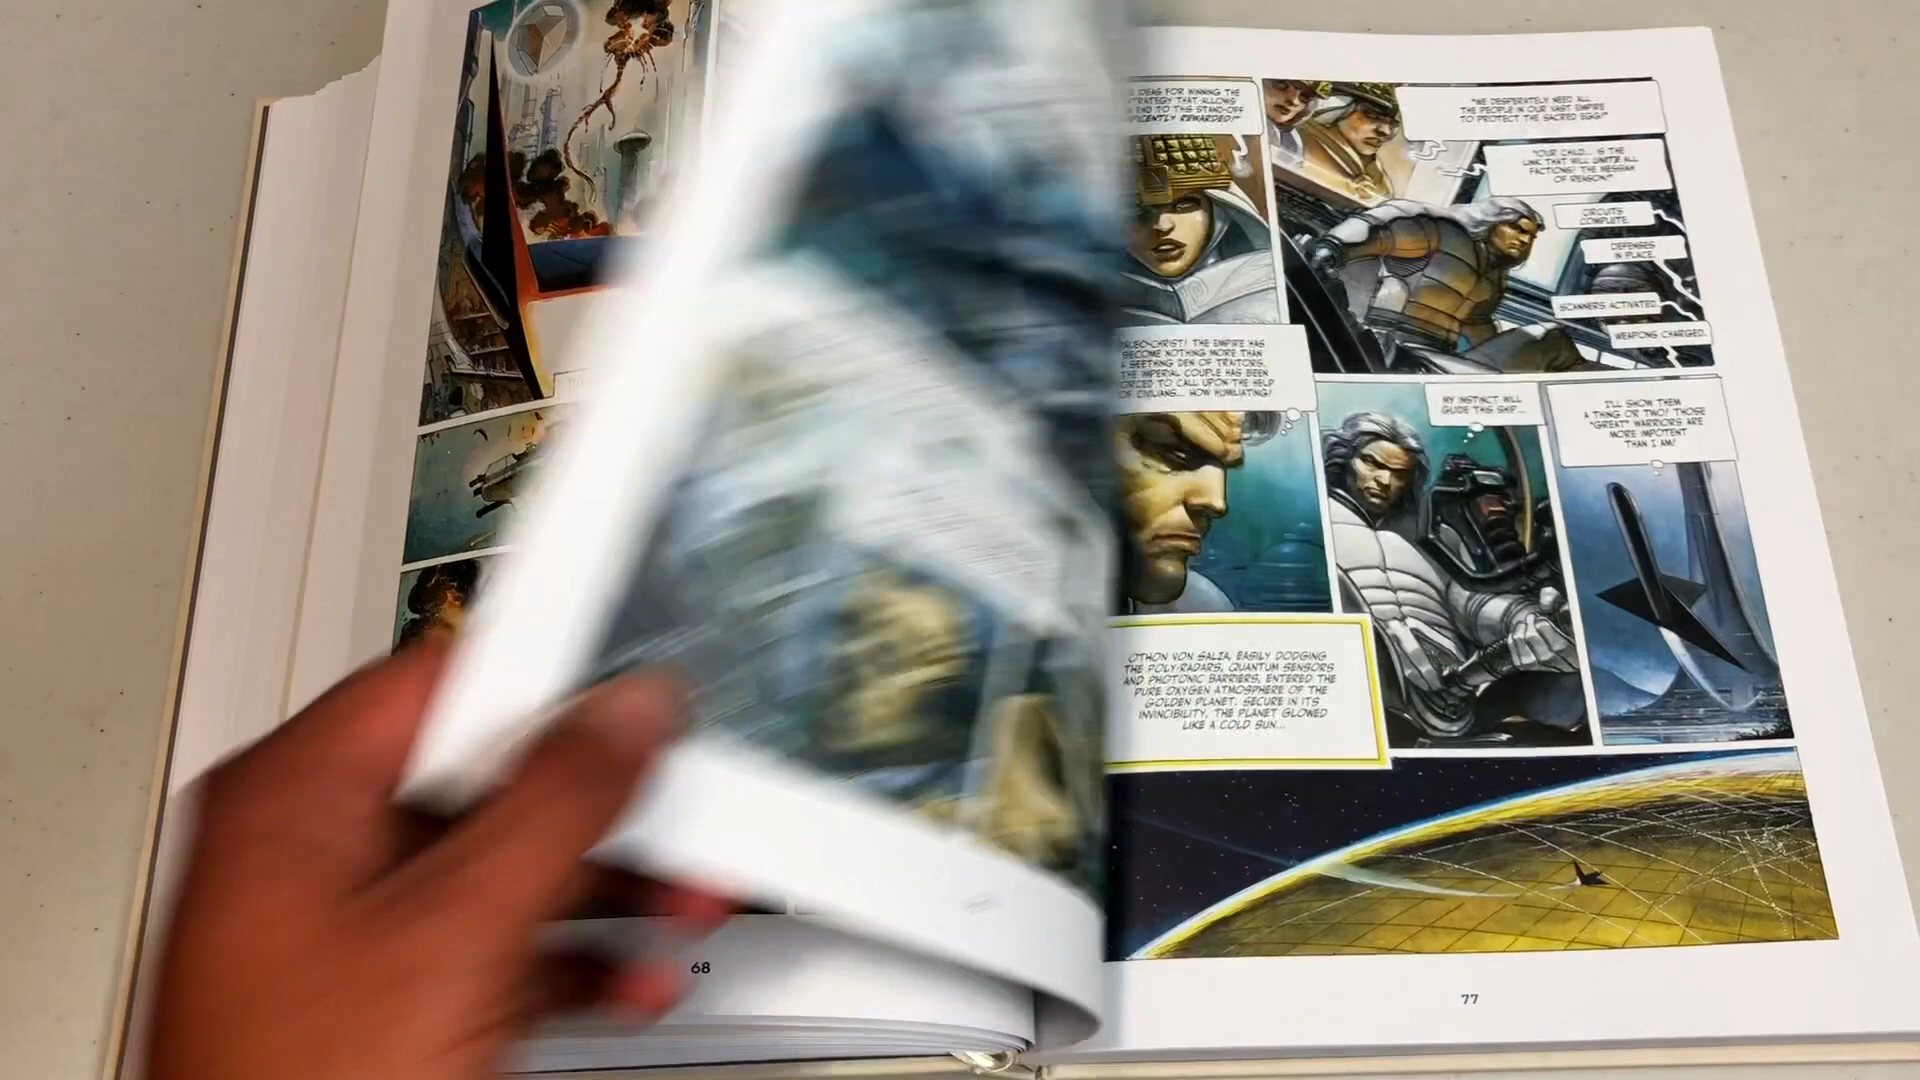 IDEAS FOR WINNING THE
STRATEGY THAT ALLOWS
END TO THIS STAND-OFF
REWARDED!"
"WE DESPERATELY NEED ALL
THE PEOPLE IN OUR VAST EMPIRE
TO PROTECT THE SACRED EGG!"
"OUR CHILD... IS THE
LINK THAT WILL UNITE ALL
FACTIONS! THE MESSIAH
OF REASON!"
CIRCUITS
COMPLETE.
DEFENSES
IN PLACE.
SCANNERS ACTIVATED.
WEAPONS CHARGED.
PALEO-CHRIST! THE EMPIRE HAS
BECOME NOTHING MORE THAN
A SEETHING DEN OF TRAITORS.
THE IMPERIAL COUPLE HAS BEEN
FORCED TO CALL UPON THE HELP
OF CIVILIANS... HOW HUMILIATING!
MY INSTINCT WILL
GUIDE THIS SHIP...
I'LL SHOW THEM
A THING OR TWO! THOSE
"GREAT" WARRIORS ARE
MORE IMPOTENT
THAN I AM!
OTHON VON SALZA, EASILY DODGING
THE POLY-RADARS, QUANTUM SENSORS
AND PHOTONIC BARRIERS, ENTERED THE
PURE OXYGEN ATMOSPHERE OF THE
GOLDEN PLANET. SECURE IN ITS
INVINCIBILITY, THE PLANET GLOWED
LIKE A COLD SUN...
68
77